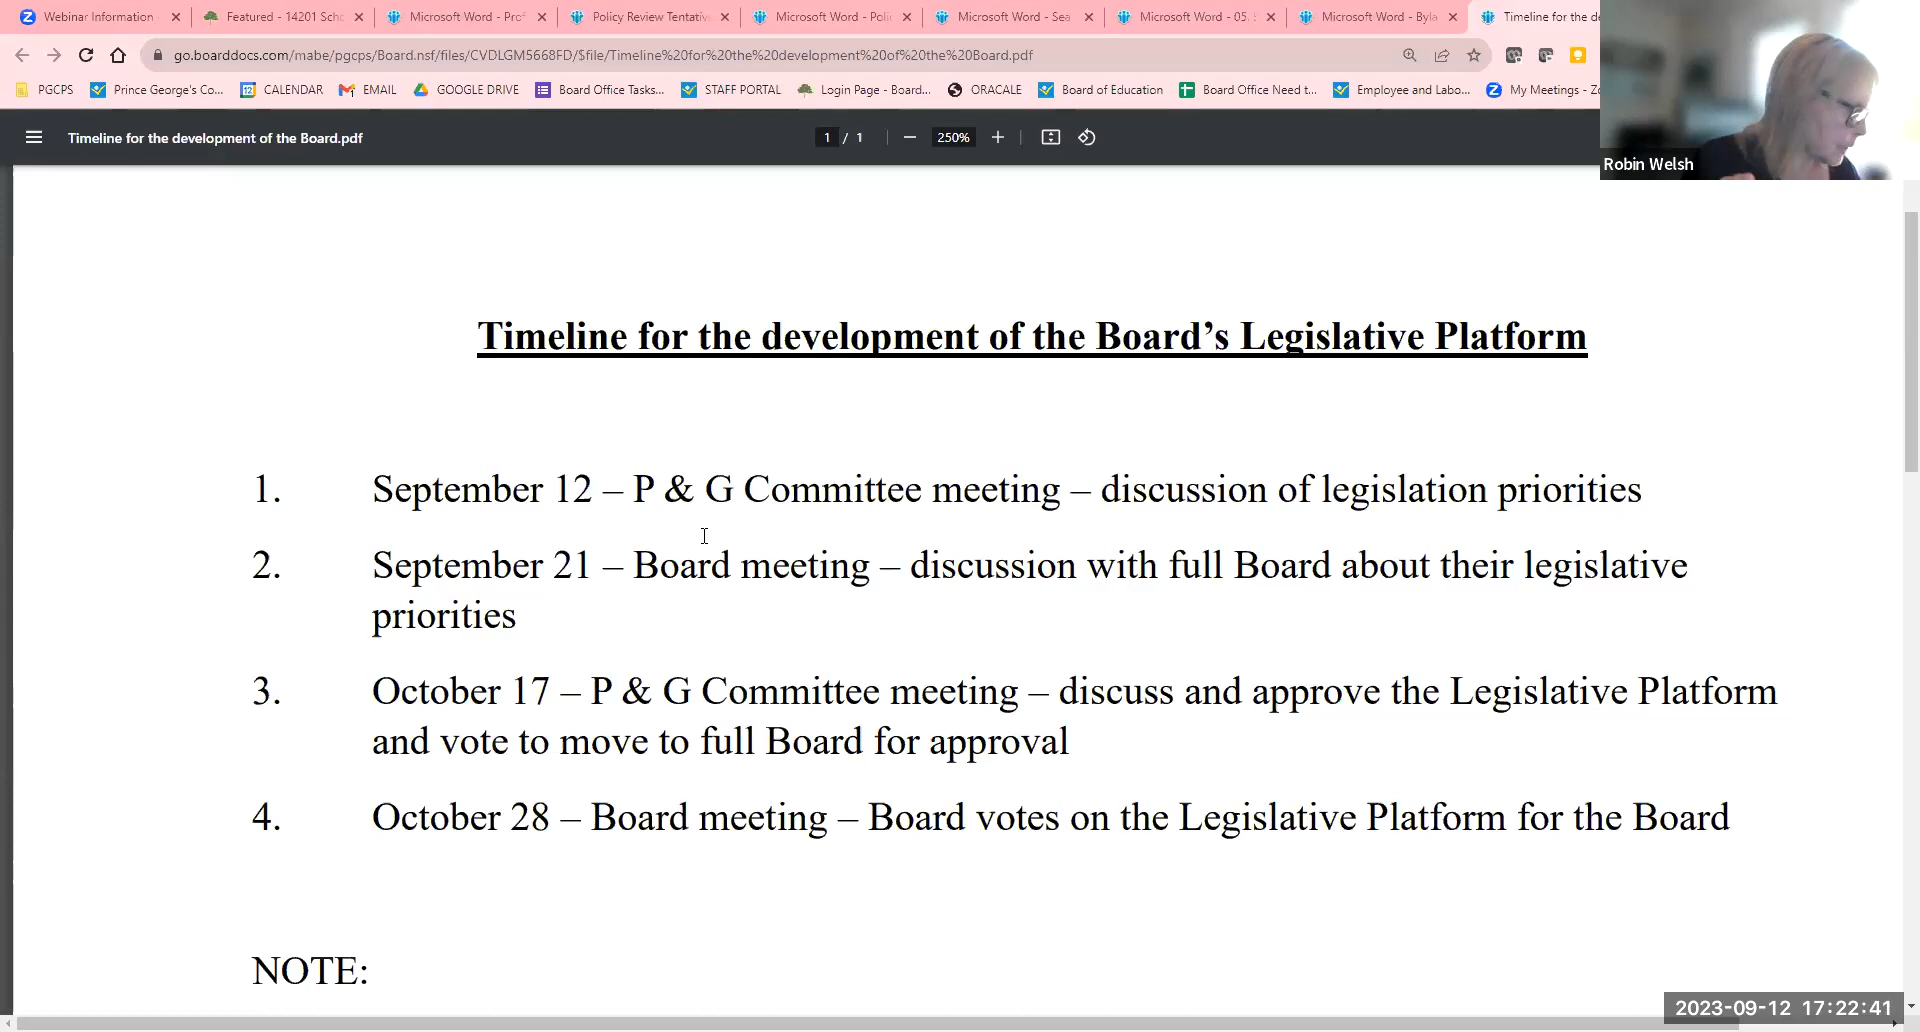 Webinar Information
Featured - 14201 Scho
Microsoft Word - Prof
Policy Review Tentativ
Microsoft Word - Poli
Microsoft Word - Sea
Microsoft Word - 05.
Microsoft Word - Byla
Timeline for the d
go.boarddocs.com/mabe/pgcps/Board.nsf/files/CVDLGM5668FD/$file/Timeline%20for%20the%20development%20of%20the%20Board.pdf
PGCPS
Prince George's Co...
CALENDAR
EMAIL
GOOGLE DRIVE
Board Office Tasks...
STAFF PORTAL
Login Page - Board...
ORACALE
Board of Education
Board Office Need t...
Employee and Labo...
My Meetings - Zo
Timeline for the development of the Board.pdf
1 / 1
250%
Robin Welsh
Timeline for the development of the Board’s Legislative Platform
1. September 12 – P & G Committee meeting – discussion of legislation priorities
2. September 21 – Board meeting – discussion with full Board about their legislative
priorities
3. October 17 – P & G Committee meeting – discuss and approve the Legislative Platform
and vote to move to full Board for approval
4. October 28 – Board meeting – Board votes on the Legislative Platform for the Board
NOTE:
2023-09-12 17:22:41